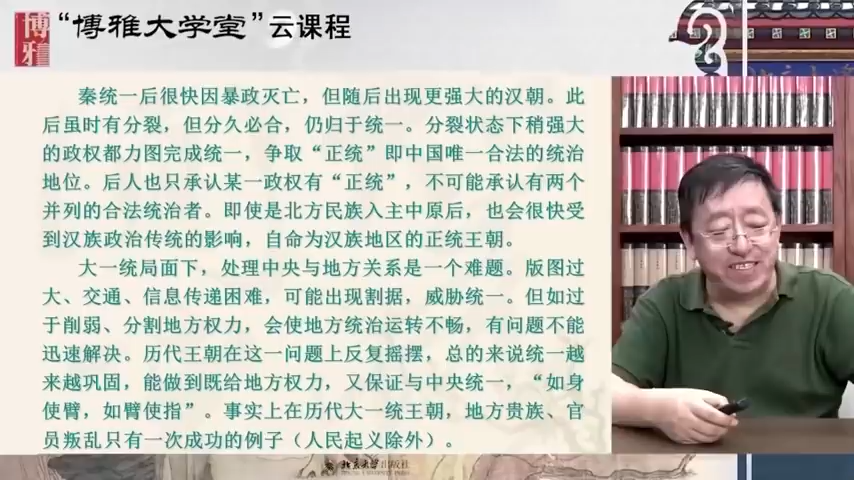 博雅
“博雅大学堂”云课程
秦统一后很快因暴政灭亡，但随后出现更强大的汉朝。此
后虽时有分裂，但分久必合，仍归于统一。分裂状态下稍强大
的政权都力图完成统一，争取“正统”即中国唯一合法的统治
地位。后人也只承认某一政权有“正统”，不可能承认有两个
并列的合法统治者。即使是北方民族入主中原后，也会很快受
到汉族政治传统的影响，自命为汉族地区的正统王朝。
大一统局面下，处理中央与地方关系是一个难题。版图过
大、交通、信息传递困难，可能出现割据，威胁统一。但如过
于削弱、分割地方权力，会使地方统治运转不畅，有问题不能
迅速解决。历代王朝在这一问题上反复摇摆，总的来说统一越
来越巩固，能做到既给地方权力，又保证与中央统一，“如身
使臂，如臂使指”。事实上在历代大一统王朝，地方贵族、官
员叛乱只有一次成功的例子（人民起义除外）。
北京大学出版社